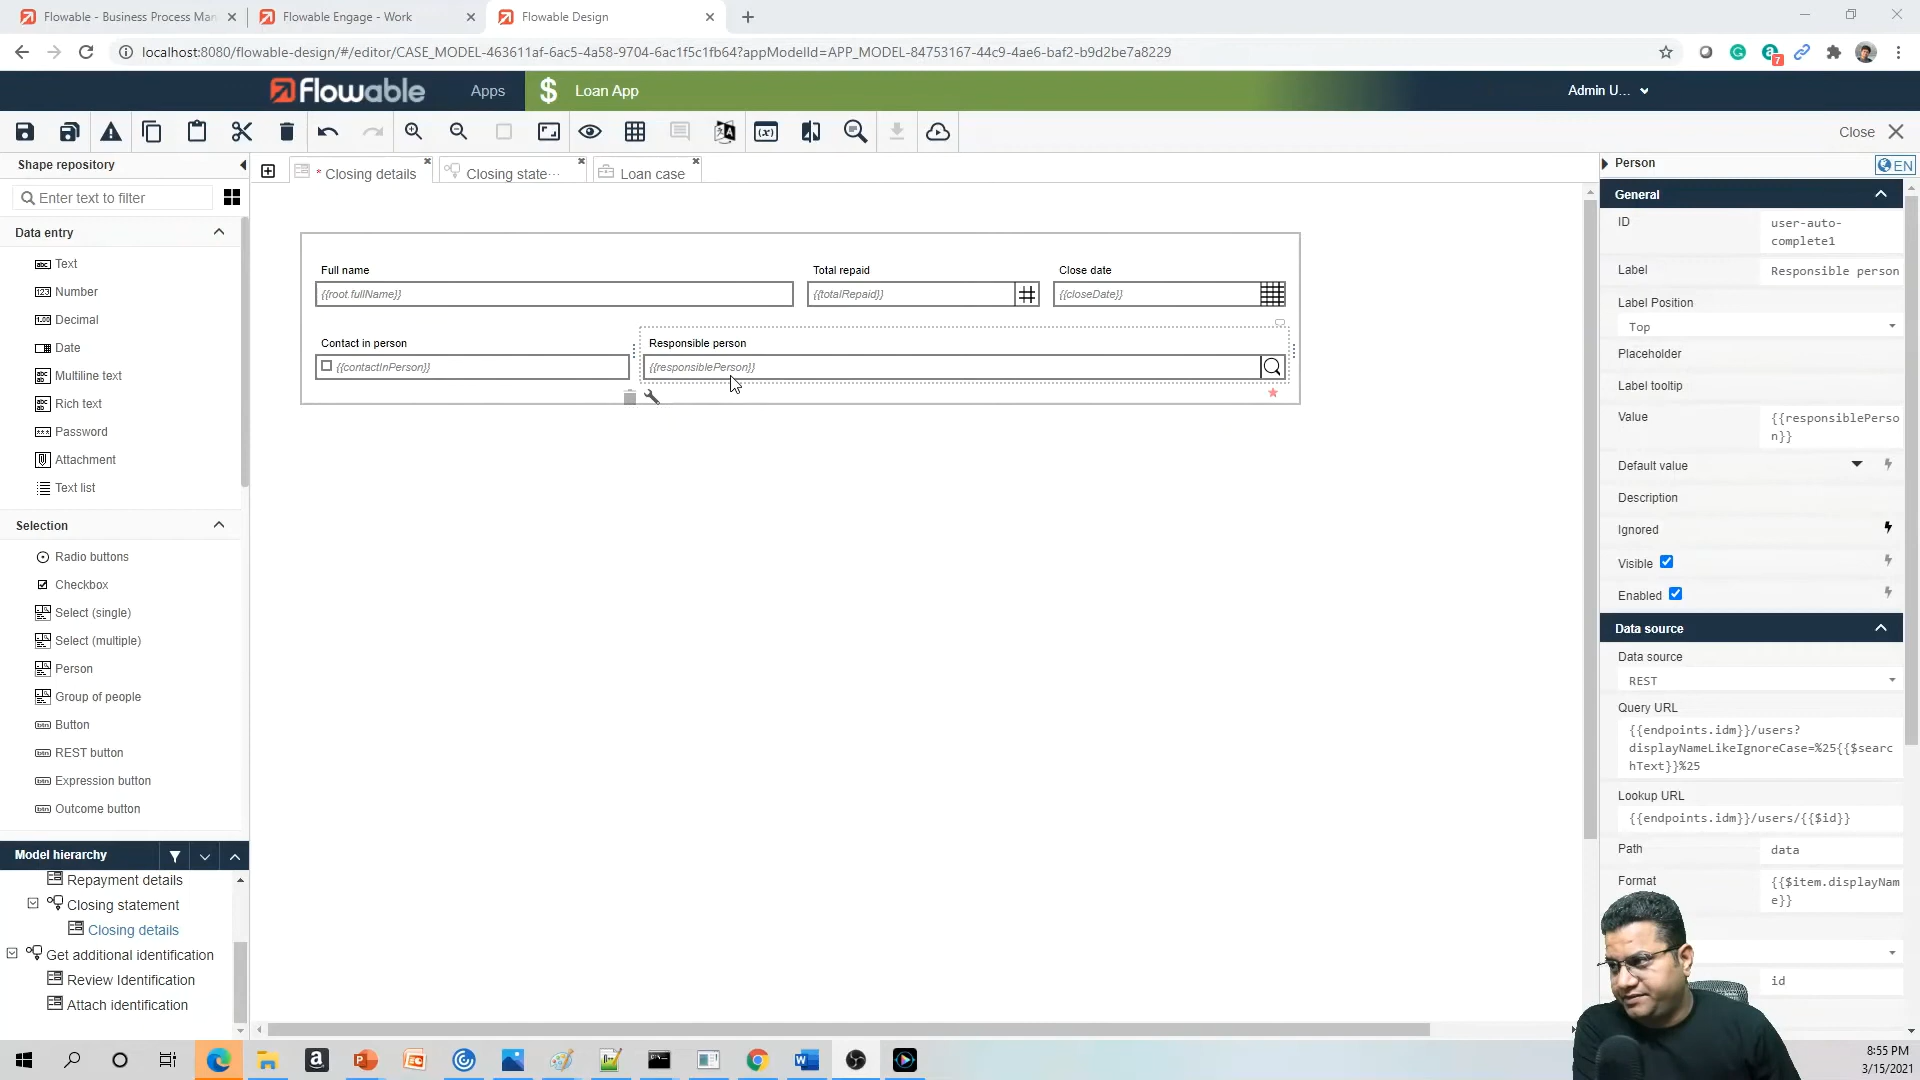 Flowable - Business Process Mar
Flowable Engage - Work
Flowable Design
localhost:8080/flowable-design/#/editor/CASE_MODEL-463611af-6ac5-4a58-9704-6ac1f5c1fb64?appModelId=APP_MODEL-84753167-44c9-4ae6-baf2-b9d2be7a8229
7
flowable
Apps
$
Loan App
Admin U...
Close
Shape repository
* Closing details
Closing state···
Loan case
Person
EN
Enter text to filter
Data entry
Text
Number
Decimal
Date
Multiline text
Rich text
Password
Attachment
Text list
Selection
Radio buttons
Checkbox
Select (single)
Select (multiple)
Person
Group of people
Button
REST button
Expression button
Outcome button
Model hierarchy
Repayment details
Closing statement
Closing details
Get additional identification
Review Identification
Attach identification
Full name
Total repaid
Close date
{{root.fullName}}
{{totalRepaid}}
{{closeDate}}
Contact in person
Responsible person
{{contactInPerson}}
{{responsiblePerson}}
General
ID
user-auto-
complete1
Label
Responsible person
Label Position
Top
Placeholder
Label tooltip
Value
{{responsiblePerso
n}}
Default value
Description
Ignored
Visible
Enabled
Data source
Data source
REST
Query URL
{{endpoints.idm}}/users?
displayNameLikeIgnoreCase=%25{{$searc
hText}}%25
Lookup URL
{{endpoints.idm}}/users/{{$id}}
Path
data
Format
{{$item.displayNam
e}}
id
8:55 PM
3/15/2021